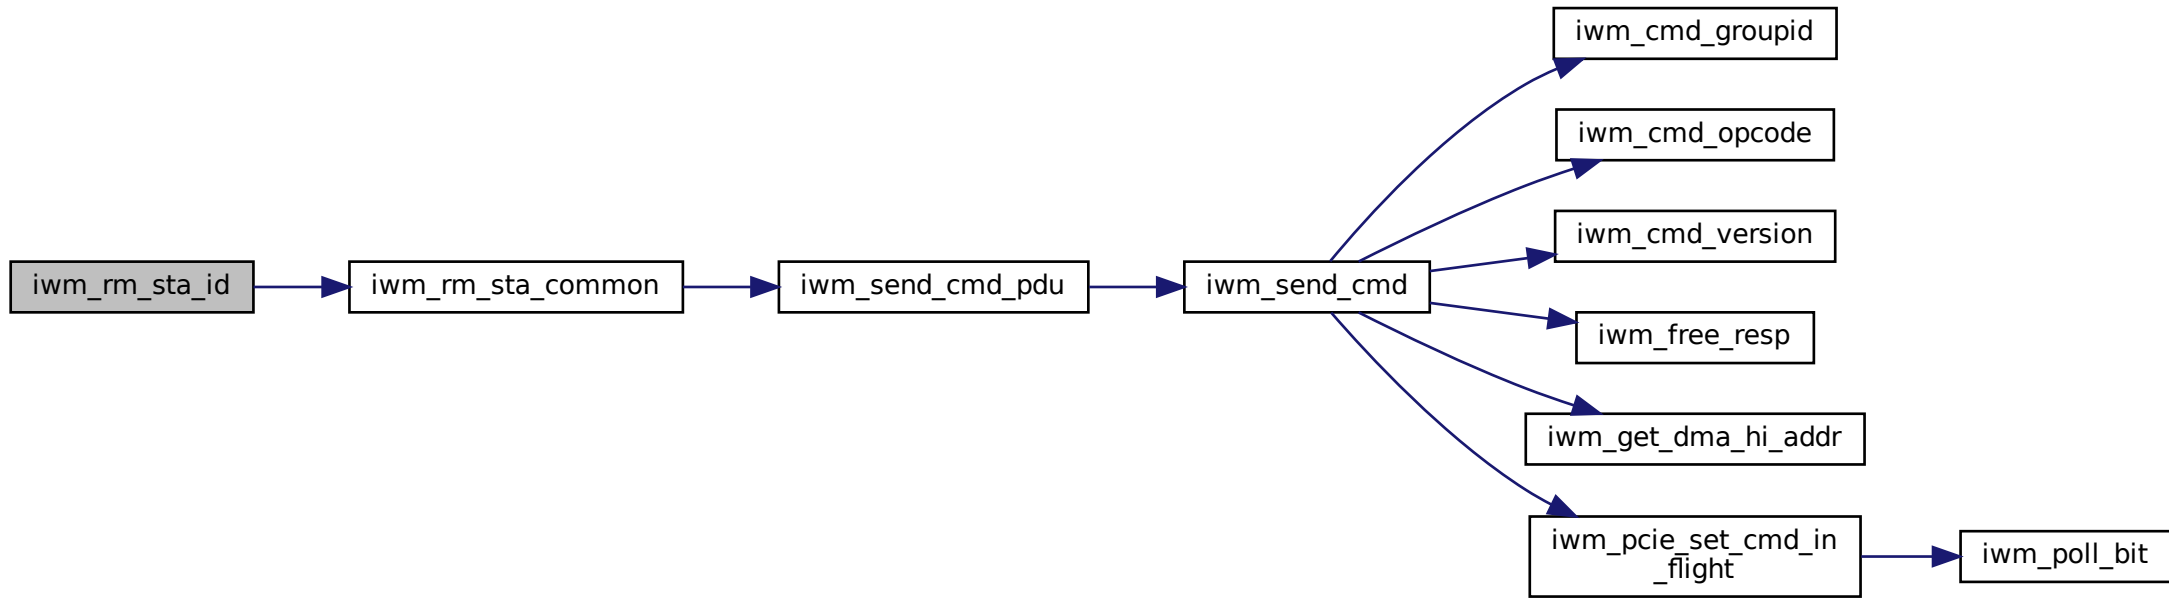 iwm_rm_sta_id
iwm_rm_sta_common
iwm_send_cmd_pdu
iwm_send_cmd
iwm_cmd_groupid
iwm_cmd_opcode
iwm_cmd_version
iwm_free_resp
iwm_get_dma_hi_addr
iwm_pcie_set_cmd_in
_flight
iwm_poll_bit